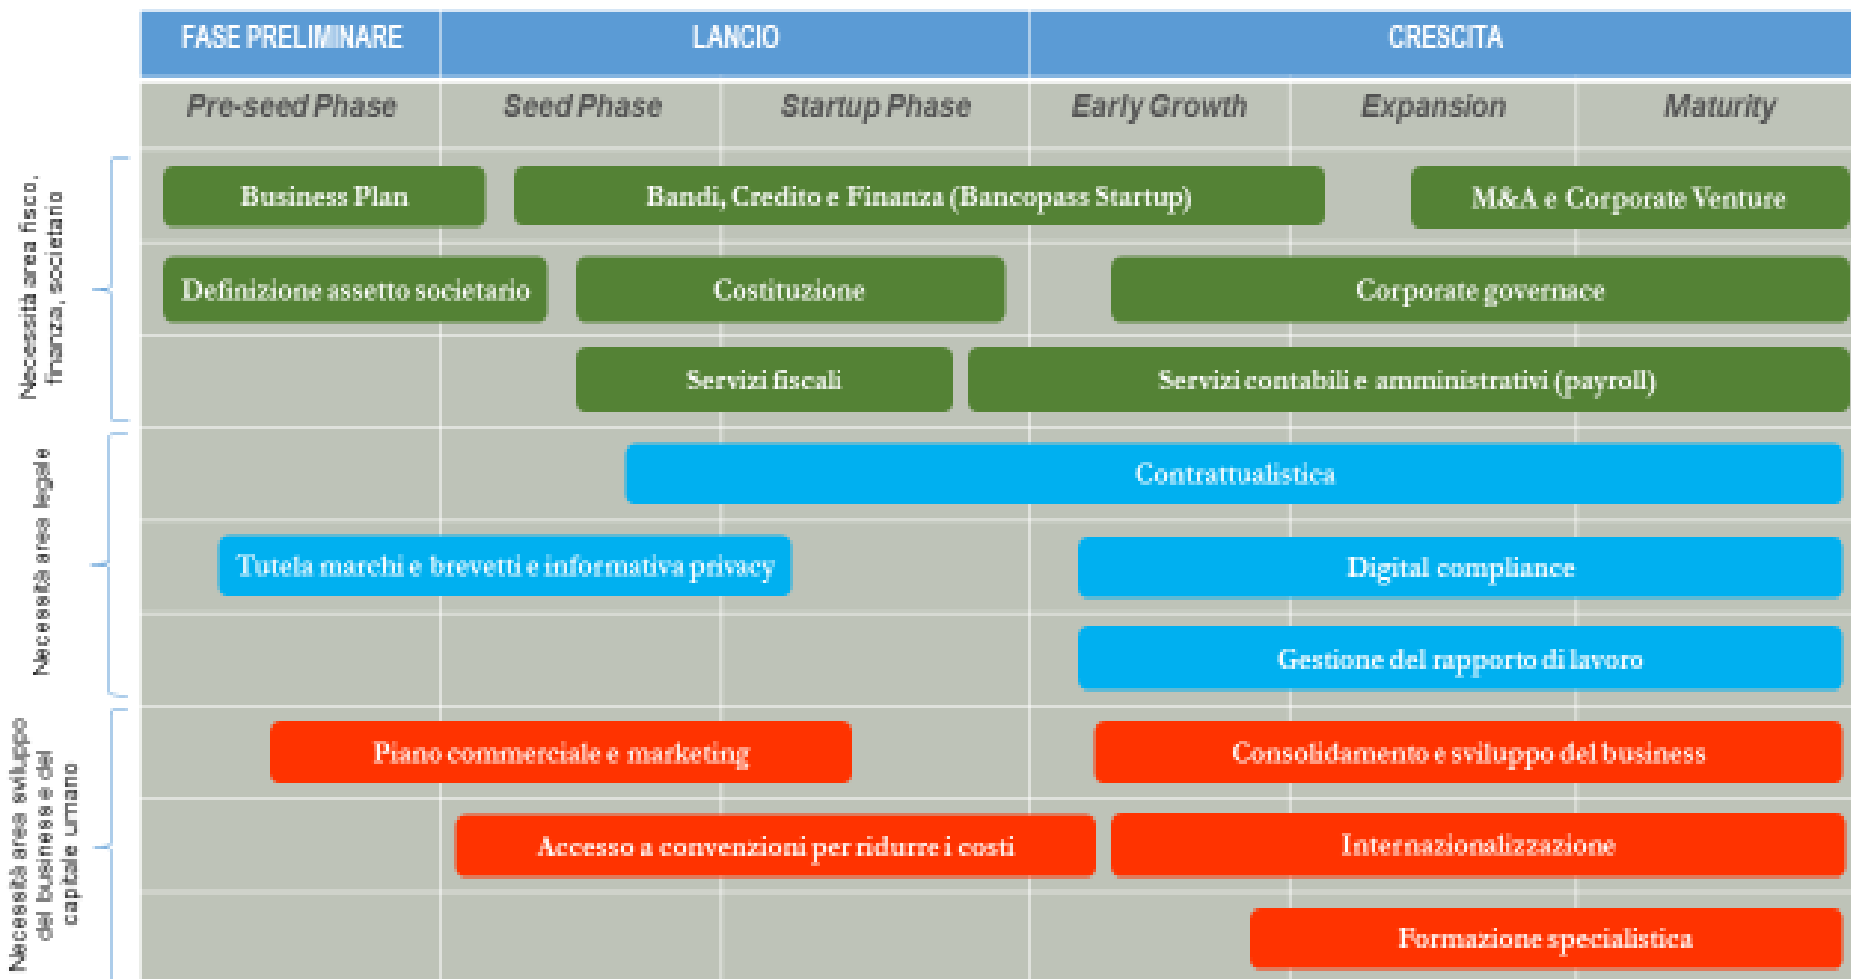 FASE PRELIMINARE LANCIO CRESCITA
Pre-seed Phase Seed Phase Startup Phase Early Growth Expansion Maturity
Necessità area fisco,
finanza, societario
Business Plan Bandi, Credito e Finanza (Bancopass Startup) M&A e Corporate Venture
Definizione assetto societario Costituzione Corporate governace
Servizi fiscali Servizi contabili e amministrativi (payroll)
Necessità area legale
Contrattualistica
Tutela marchi e brevetti e informativa privacy Digital compliance
Gestione del rapporto di lavoro
Necessità area sviluppo
del business e del
capitale umano
Piano commerciale e marketing Consolidamento e sviluppo del business
Accesso a convenzioni per ridurre i costi Internazionalizzazione
Formazione specialistica